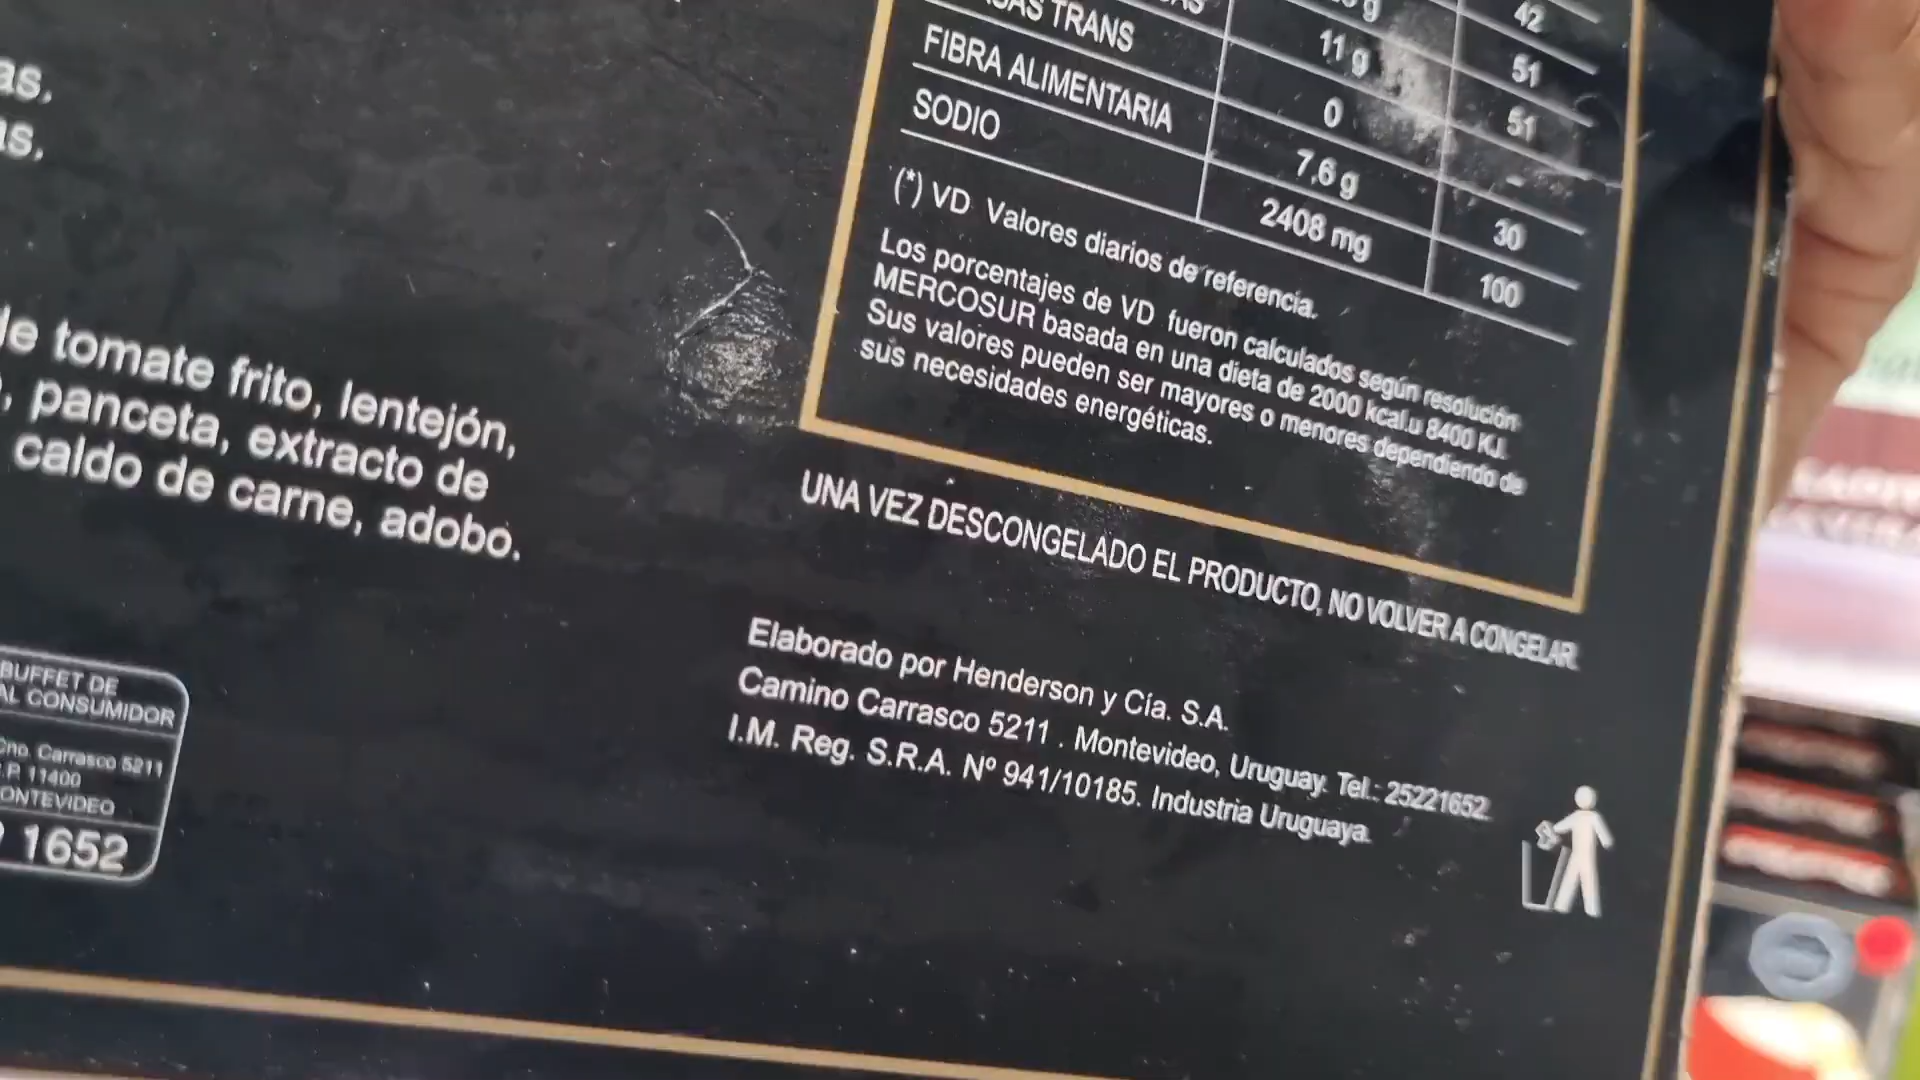 as.
as.
de tomate frito, lentejón,
panceta, extracto de
caldo de carne, adobo.
BUFFET DE
AL CONSUMIDOR
Cno. Carrasco 5211
C.P. 11400
MONTEVIDEO
1652
42
TRANS
11 g
51
FIBRA ALIMENTARIA
0
51
SODIO
7,6 g
-
2408 mg
30
100
(*) VD Valores diarios de referencia.
Los porcentajes de VD fueron calculados según resolución
MERCOSUR basada en una dieta de 2000 kcal.u 8400 KJ.
Sus valores pueden ser mayores o menores dependiendo de
sus necesidades energéticas.
UNA VEZ DESCONGELADO EL PRODUCTO, NO VOLVER A CONGELAR.
Elaborado por Henderson y Cía. S.A.
Camino Carrasco 5211 . Montevideo, Uruguay. Tel.: 25221652.
I.M. Reg. S.R.A. Nº 941/10185. Industria Uruguaya.